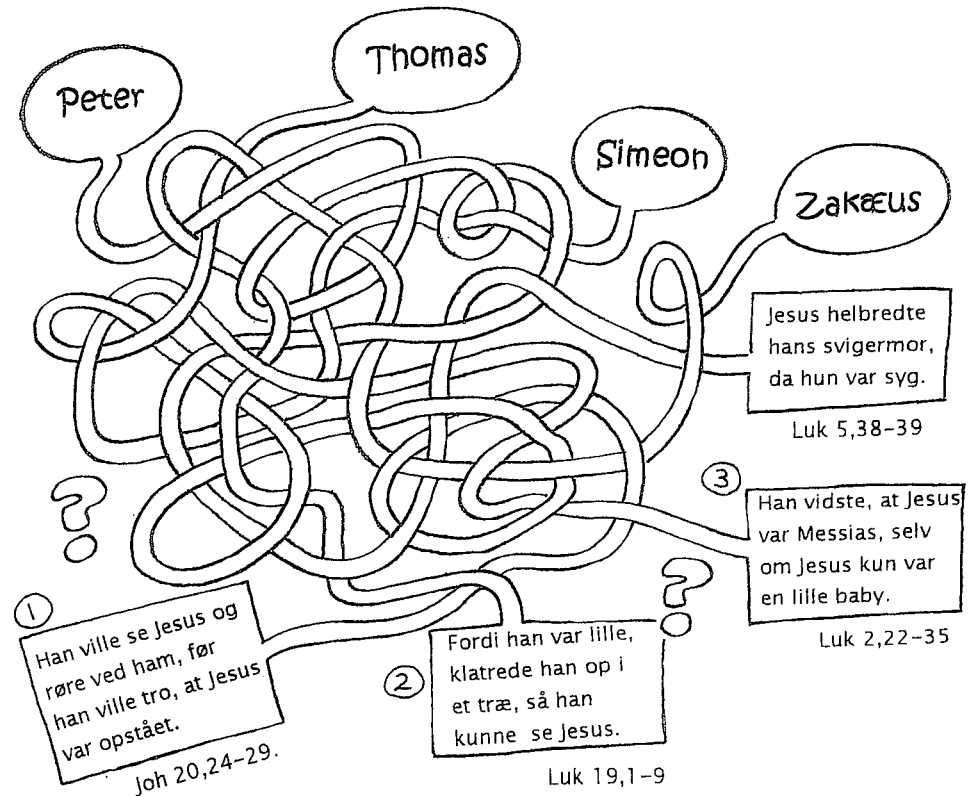 Peter
Thomas
Simeon
Zakæus
Jesus helbredte
hans svigermor,
da hun var syg.
Luk 5,38–39
?
3
Han vidste, at Jesus
var Messias, selv
om Jesus kun var
en lille baby.
Luk 2,22–35
?
1
Han ville se Jesus og
røre ved ham, før
han ville tro, at Jesus
var opstået.
Joh 20,24–29.
2
Fordi han var lille,
klatrede han op i
et træ, så han
kunne se Jesus.
Luk 19,1–9